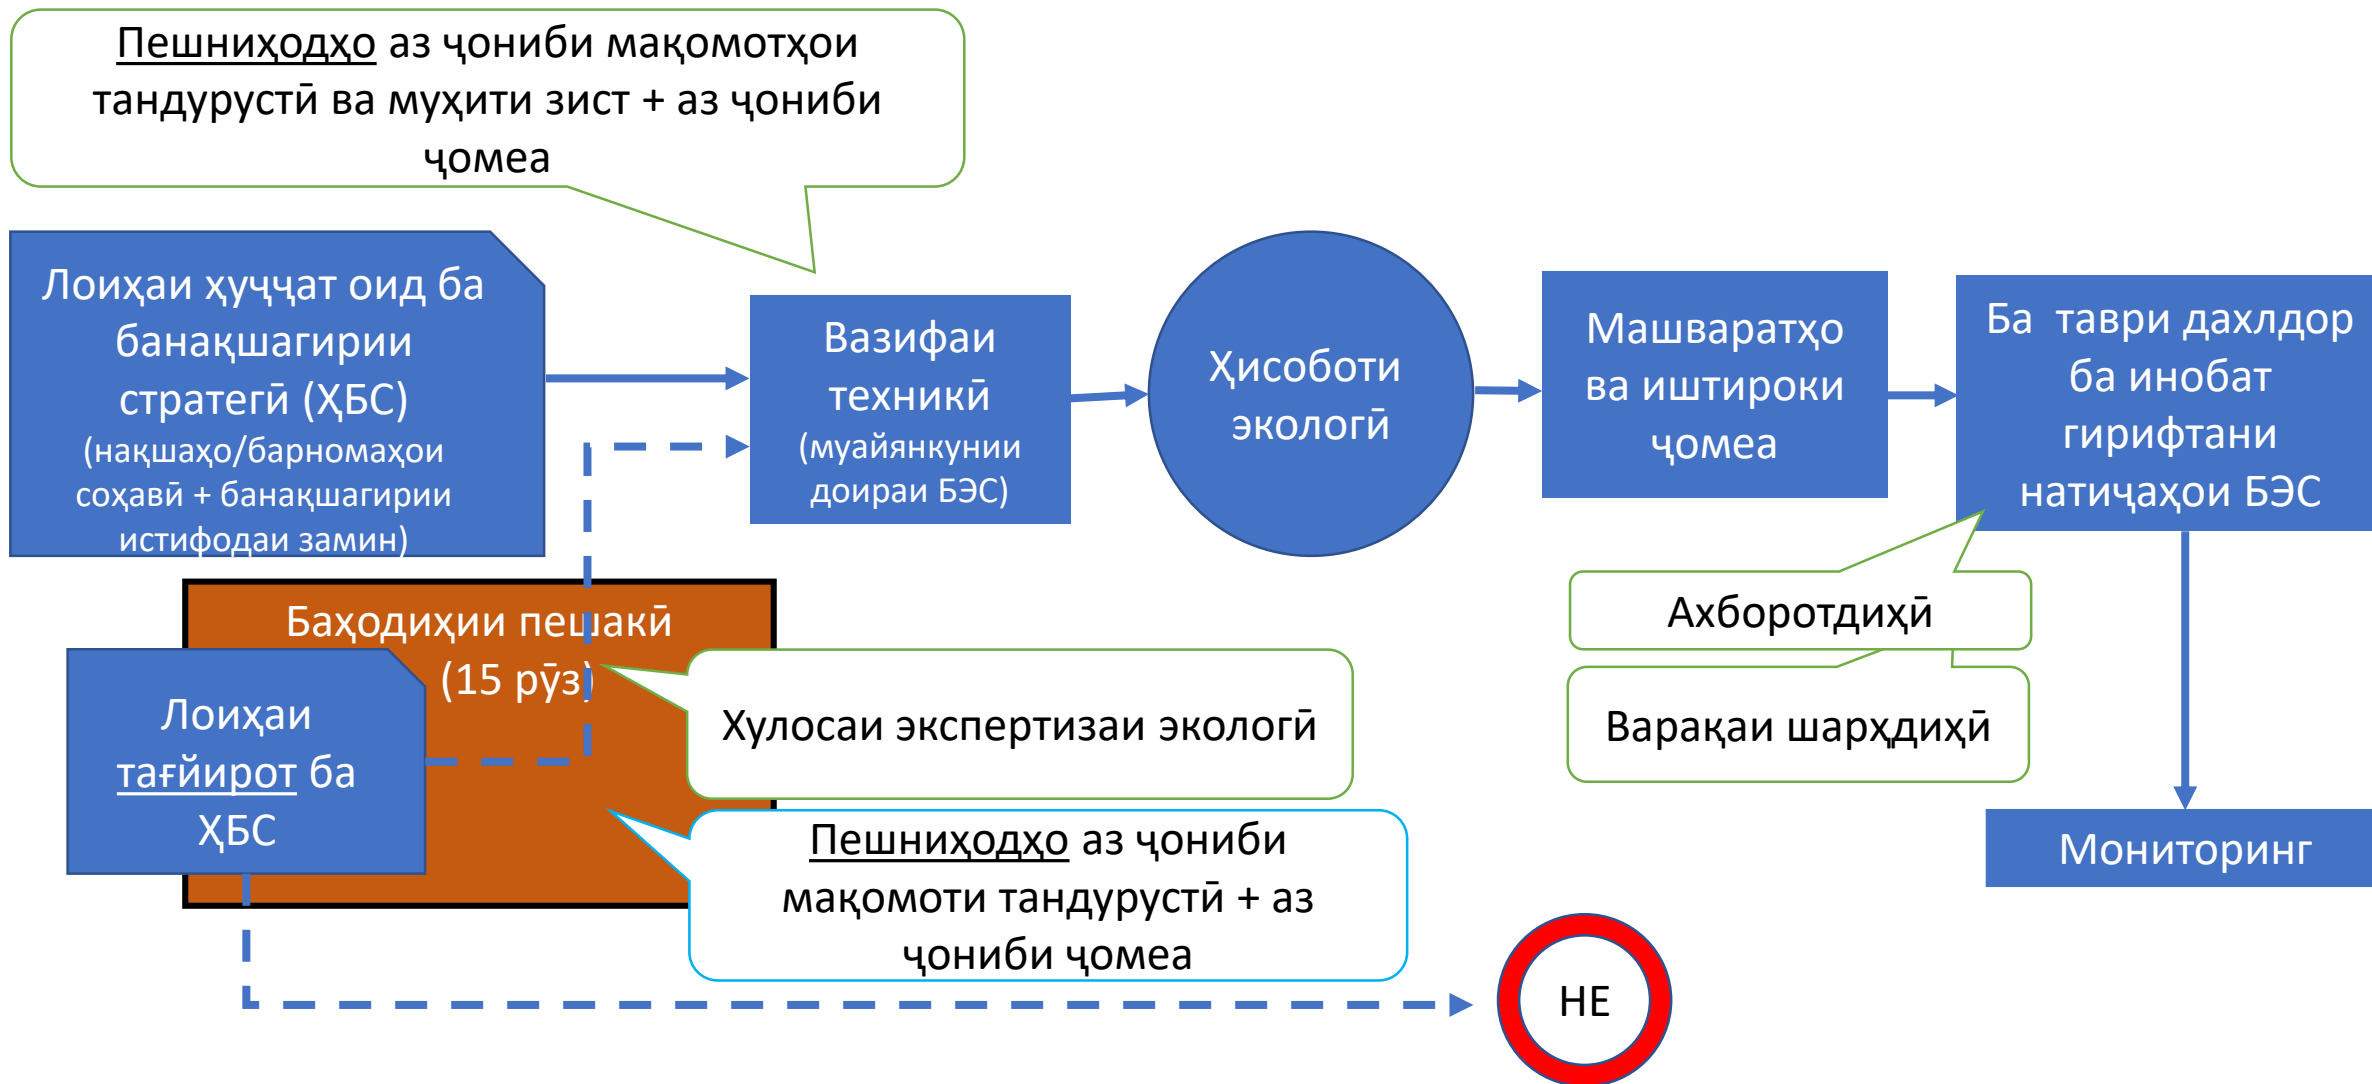 Пешниҳодҳо аз ҷониби мақомотҳои
тандурустӣ ва муҳити зист + аз ҷониби
ҷомеа
Лоиҳаи ҳуҷҷат оид ба
банақшагирии
стратегӣ (ҲБС)
(нақшаҳо/барномаҳои
соҳавӣ + банақшагирии
истифодаи замин)
Вазифаи
техникӣ
(муайянкунии
доираи БЭС)
Ҳисоботи
экологӣ
Машваратҳо
ва иштироки
ҷомеа
Ба таври дахлдор
ба инобат
гирифтани
натиҷаҳои БЭС
Ахборотдиҳӣ
Варақаи шарҳдиҳӣ
Мониторинг
Баҳодиҳии пешакӣ
(15 рӯз)
Лоиҳаи
тағйирот ба
ҲБС
Хулосаи экспертизаи экологӣ
Пешниҳодҳо аз ҷониби
мақомоти тандурустӣ + аз
ҷониби ҷомеа
НЕ